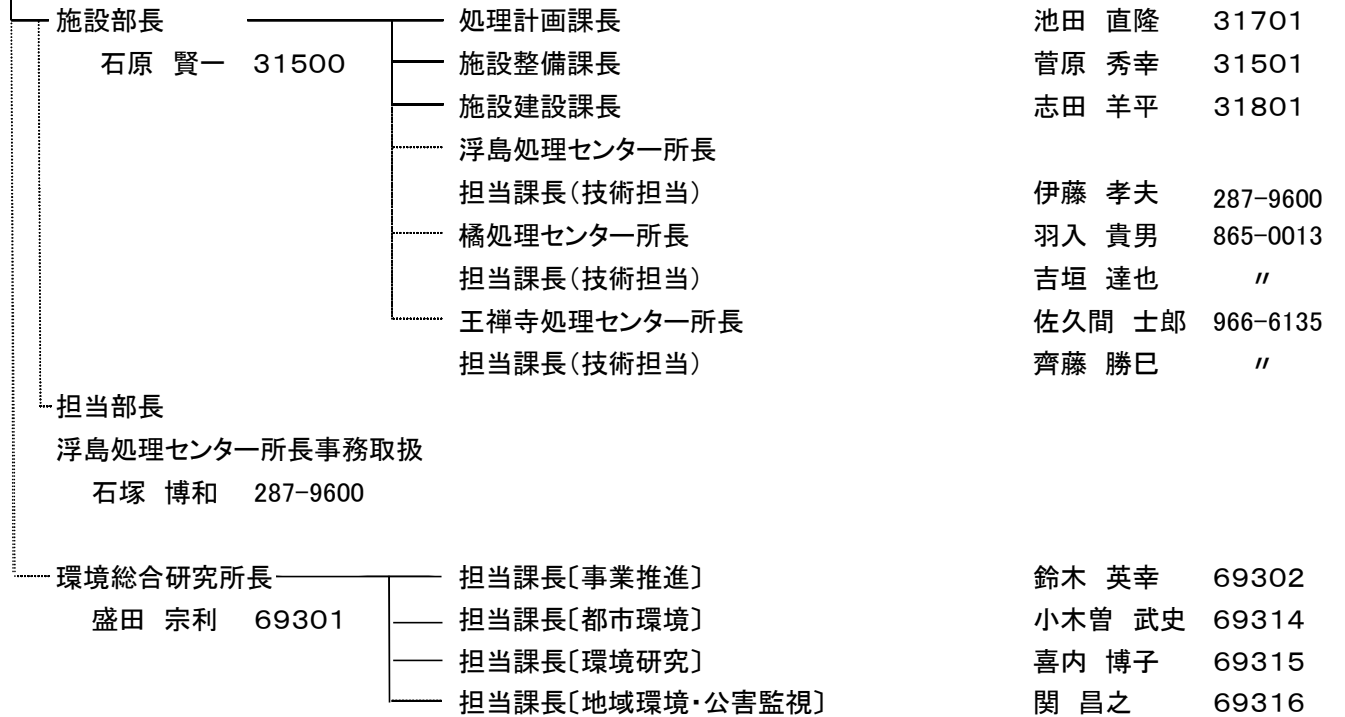 施設部長 処理計画課長 池田 直隆 31701
石原 賢一 31500 施設整備課長 菅原 秀幸 31501
施設建設課長 志田 羊平 31801
浮島処理センター所長
担当課長(技術担当) 伊藤 孝夫 287-9600
橘処理センター所長 羽入 貴男 865-0013
担当課長(技術担当) 吉垣 達也 〃
王禅寺処理センター所長 佐久間 士郎 966-6135
担当課長(技術担当) 齊藤 勝巳 〃
担当部長
浮島処理センター所長事務取扱
石塚 博和 287-9600
環境総合研究所長 担当課長〔事業推進〕 鈴木 英幸 69302
盛田 宗利 69301 担当課長〔都市環境〕 小木曽 武史 69314
担当課長〔環境研究〕 喜内 博子 69315
担当課長〔地域環境・公害監視〕 関 昌之 69316